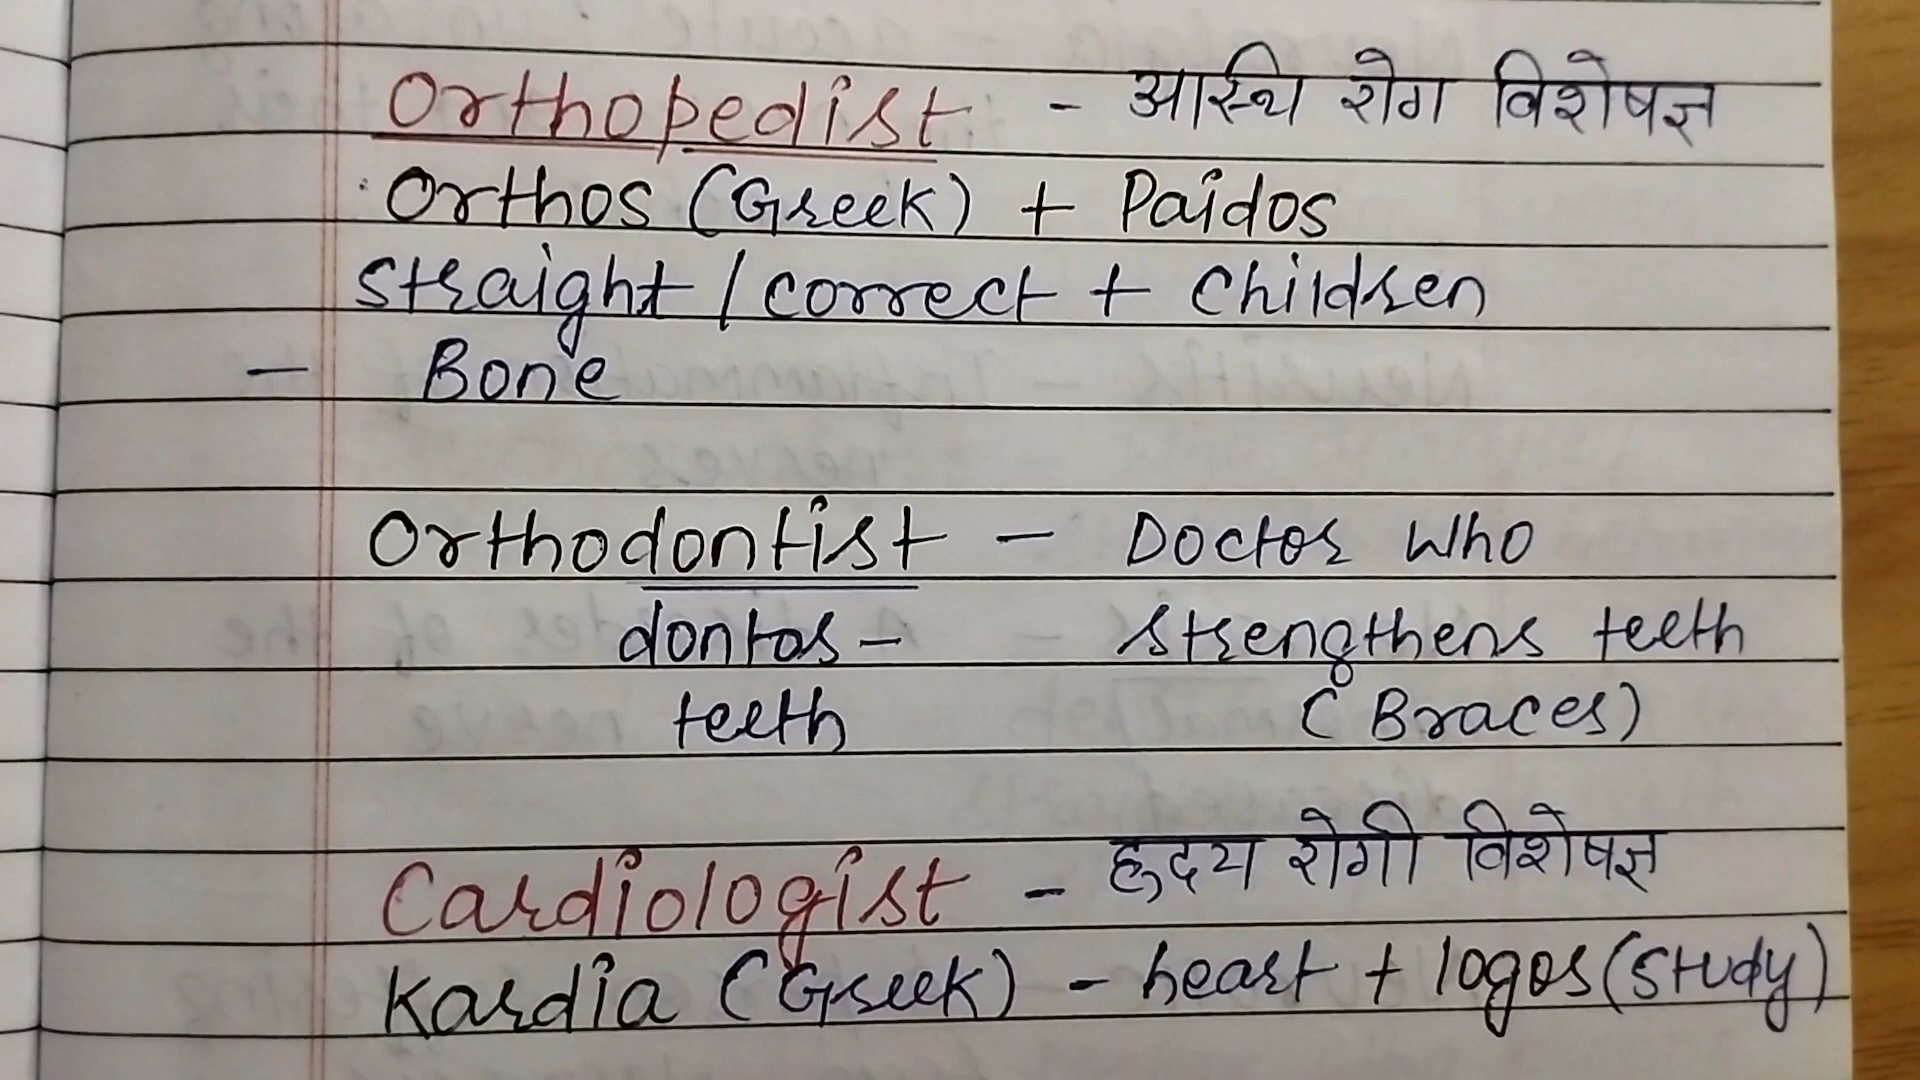 Orthopedist - आस्थि रोग विशेषज्ञ
Orthos (Greek) + Paidos
straight / correct + Children
— Bone
Orthodontist — Doctor who
dontos - strengthens teeth
teeth (Braces)
Cardiologist - हृदय रोगी विशेषज्ञ
Kardia (Greek) - heart + logos (study)